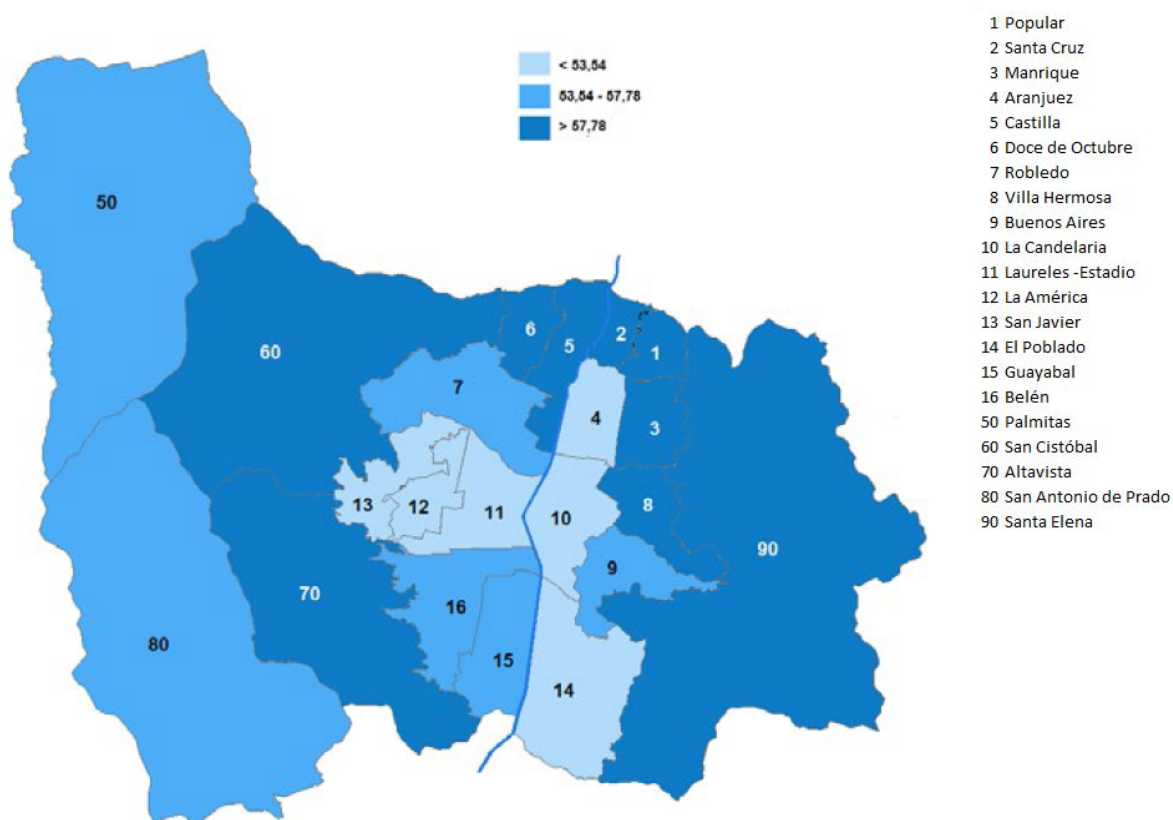 < 53,54
53,54 - 57,78
> 57,78
1 Popular
2 Santa Cruz
3 Manrique
4 Aranjuez
5 Castilla
6 Doce de Octubre
7 Robledo
8 Villa Hermosa
9 Buenos Aires
10 La Candelaria
11 Laureles -Estadio
12 La América
13 San Javier
14 El Poblado
15 Guayabal
16 Belén
50 Palmitas
60 San Cistóbal
70 Altavista
80 San Antonio de Prado
90 Santa Elena
50
60
6
5
2
1
7
4
3
13
12
11
10
8
90
9
70
16
80
15
14